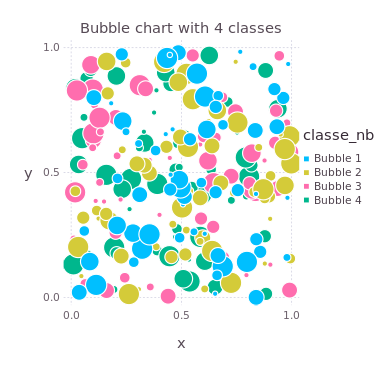 Bubble chart with 4 classes
1.0
y
0.5
0.0
0.0
0.5
1.0
x
classe_nb
Bubble 1
Bubble 2
Bubble 3
Bubble 4